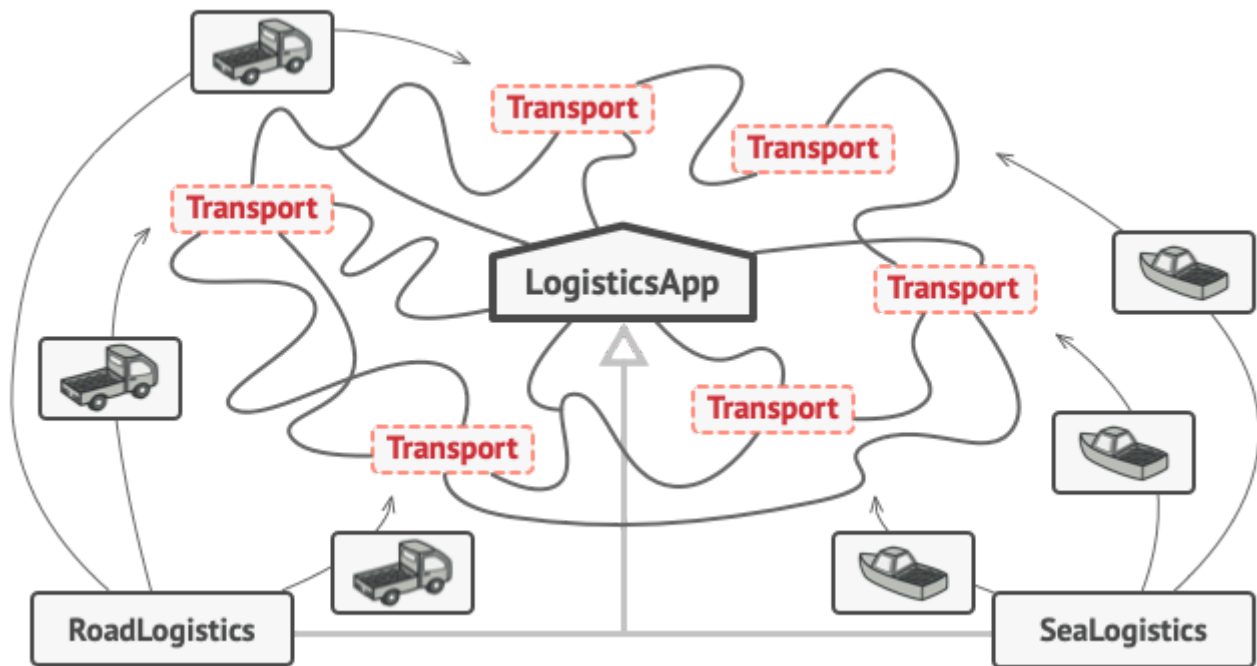 Transport
Transport
Transport
LogisticsApp
Transport
Transport
Transport
RoadLogistics
SeaLogistics